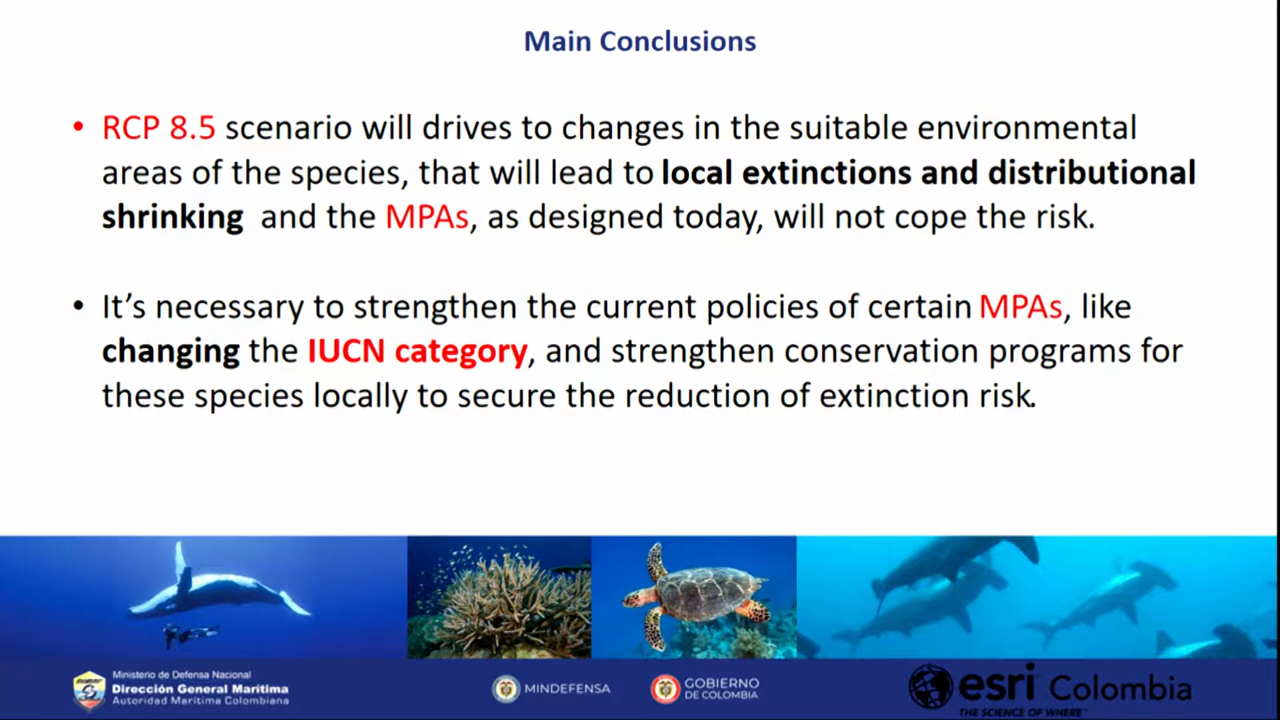 Main Conclusions
• RCP 8.5 scenario will drives to changes in the suitable environmental
areas of the species, that will lead to local extinctions and distributional
shrinking and the MPAs, as designed today, will not cope the risk.
• It’s necessary to strengthen the current policies of certain MPAs, like
changing the IUCN category, and strengthen conservation programs for
these species locally to secure the reduction of extinction risk.
Ministerio de Defensa Nacional
Dirección General Marítima
Autoridad Marítima Colombiana
MINDEFENSA
GOBIERNO
DE COLOMBIA
esri Colombia
THE SCIENCE OF WHERE™